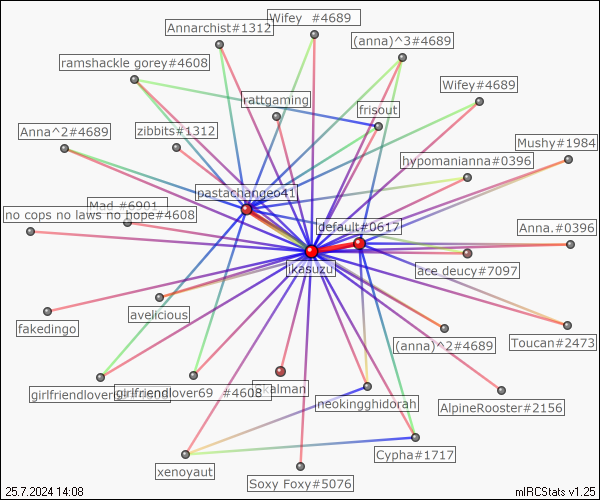 Wifey #4689
Annarchist#1312
(anna)^3#4689
ramshackle gorey#4608
Wifey#4689
rattgaming
frisout
Anna^2#4689
zibbits#1312
Mushy#1984
hypomanianna#0396
pastachangeo41
Mad #6901
no cops no laws no hope#4608
default#0617
Anna.#0396
ikasuzu
ace deucy#7097
avelicious
fakedingo
(anna)^2#4689
Toucan#2473
girlfriendlover69 #4608
kalman
neokingghidorah
AlpineRooster#2156
Cypha#1717
xenoyaut
Soxy Foxy#5076
25.7.2024 14:08
mIRCStats v1.25